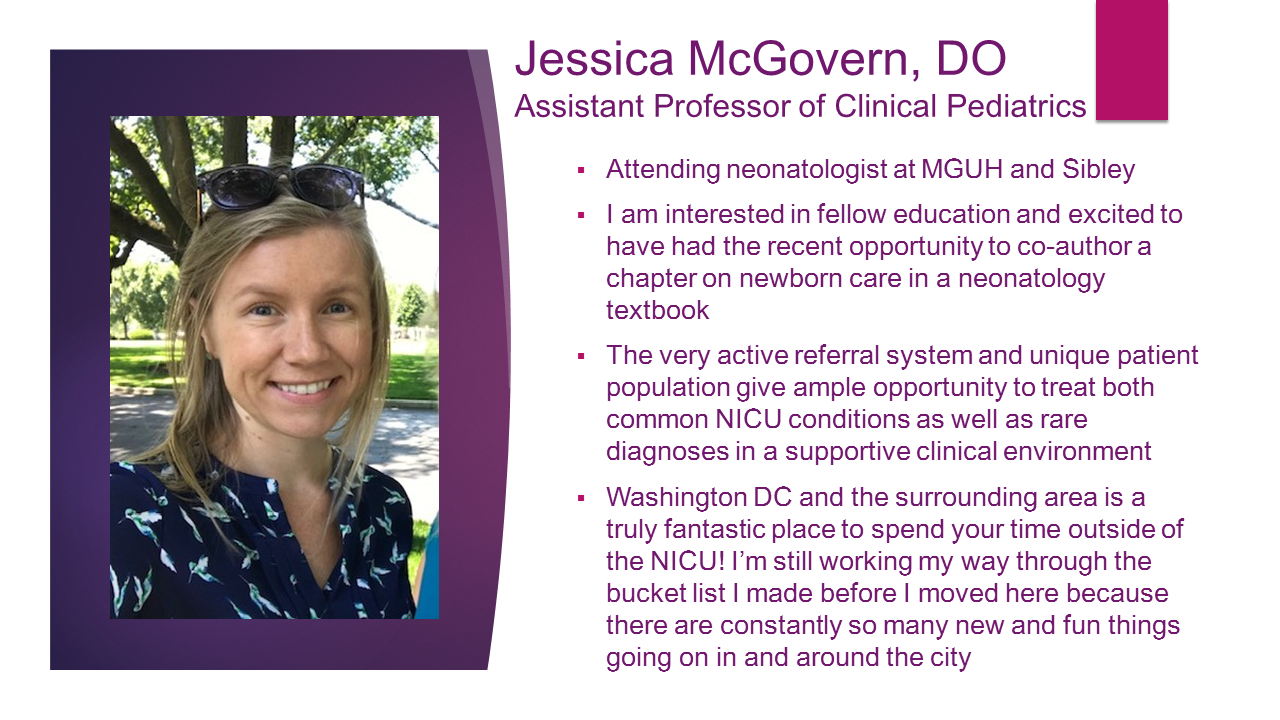 Jessica McGovern, DO
Assistant Professor of Clinical Pediatrics
▪ Attending neonatologist at MGUH and Sibley
▪ I am interested in fellow education and excited to
have had the recent opportunity to co-author a
chapter on newborn care in a neonatology
textbook
▪ The very active referral system and unique patient
population give ample opportunity to treat both
common NICU conditions as well as rare
diagnoses in a supportive clinical environment
▪ Washington DC and the surrounding area is a
truly fantastic place to spend your time outside of
the NICU! I’m still working my way through the
bucket list I made before I moved here because
there are constantly so many new and fun things
going on in and around the city